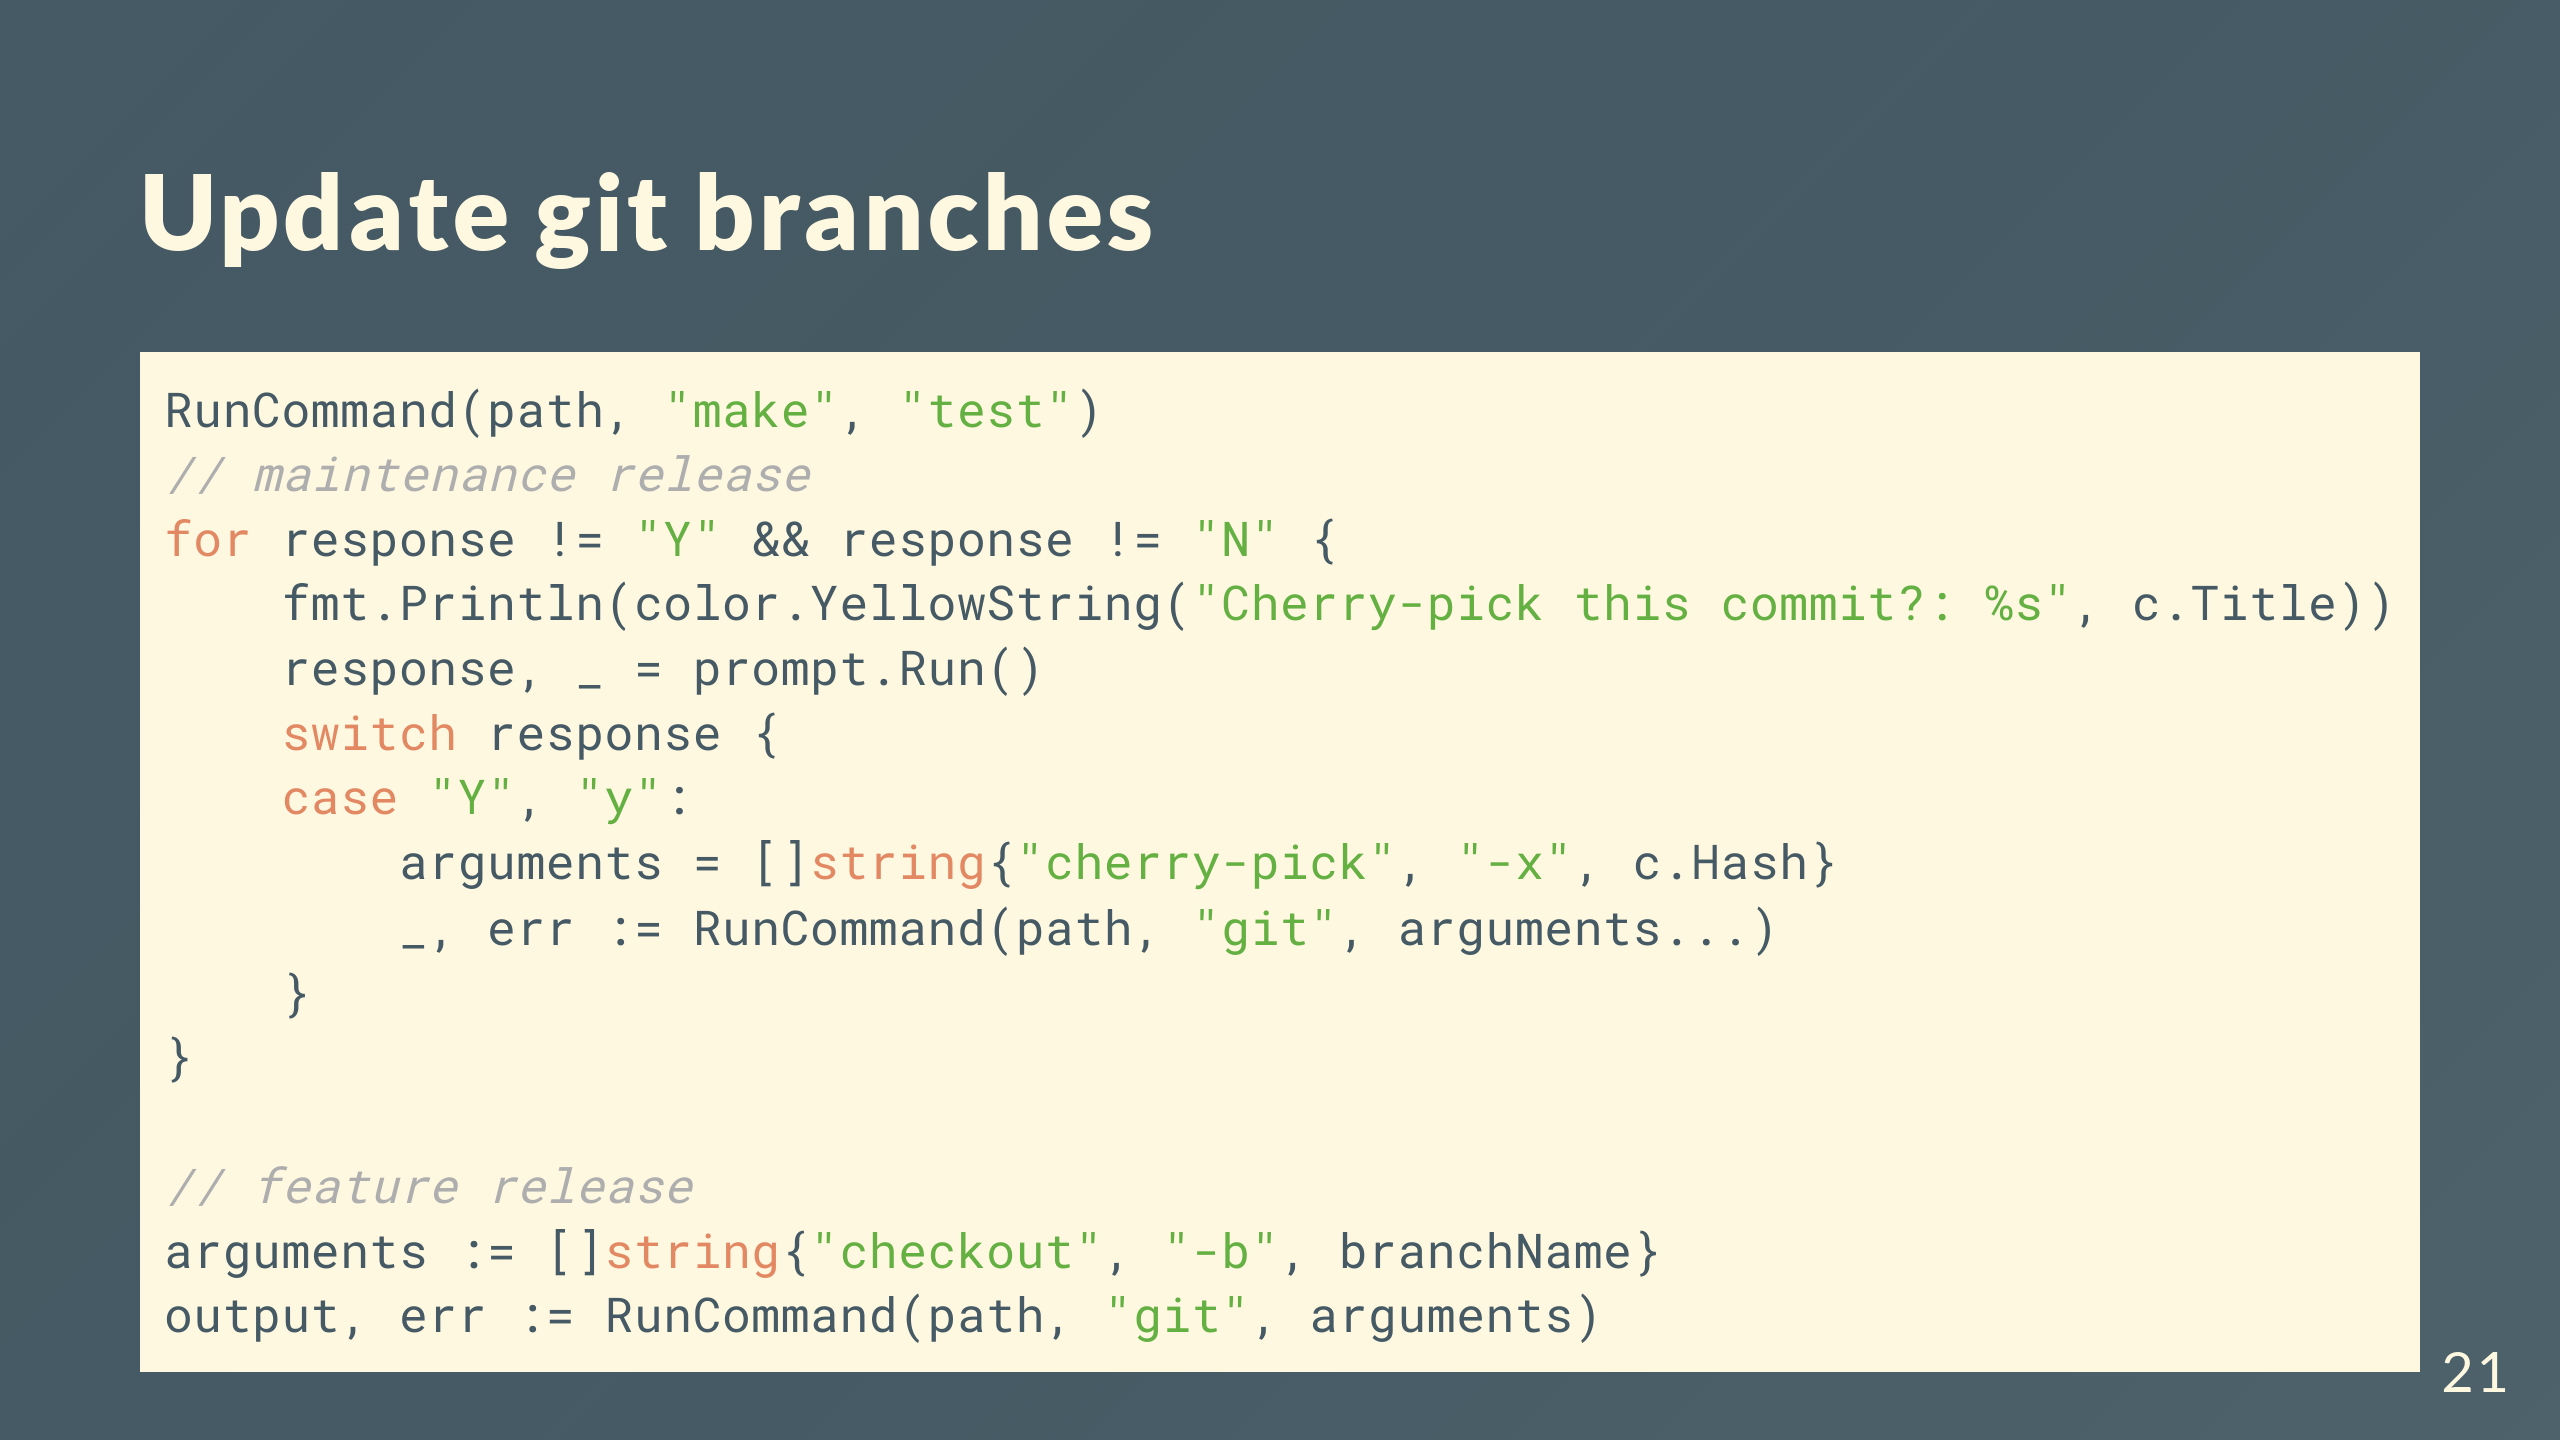 Update git branches
RunCommand(path, "make", "test")
// maintenance release
for response != "Y" && response != "N" {
    fmt.Println(color.YellowString("Cherry-pick this commit?: %s", c.Title))
    response, _ = prompt.Run()
    switch response {
    case "Y", "y":
        arguments = []string{"cherry-pick", "-x", c.Hash}
        _, err := RunCommand(path, "git", arguments...)
    }
}
// feature release
arguments := []string{"checkout", "-b", branchName}
output, err := RunCommand(path, "git", arguments)
21